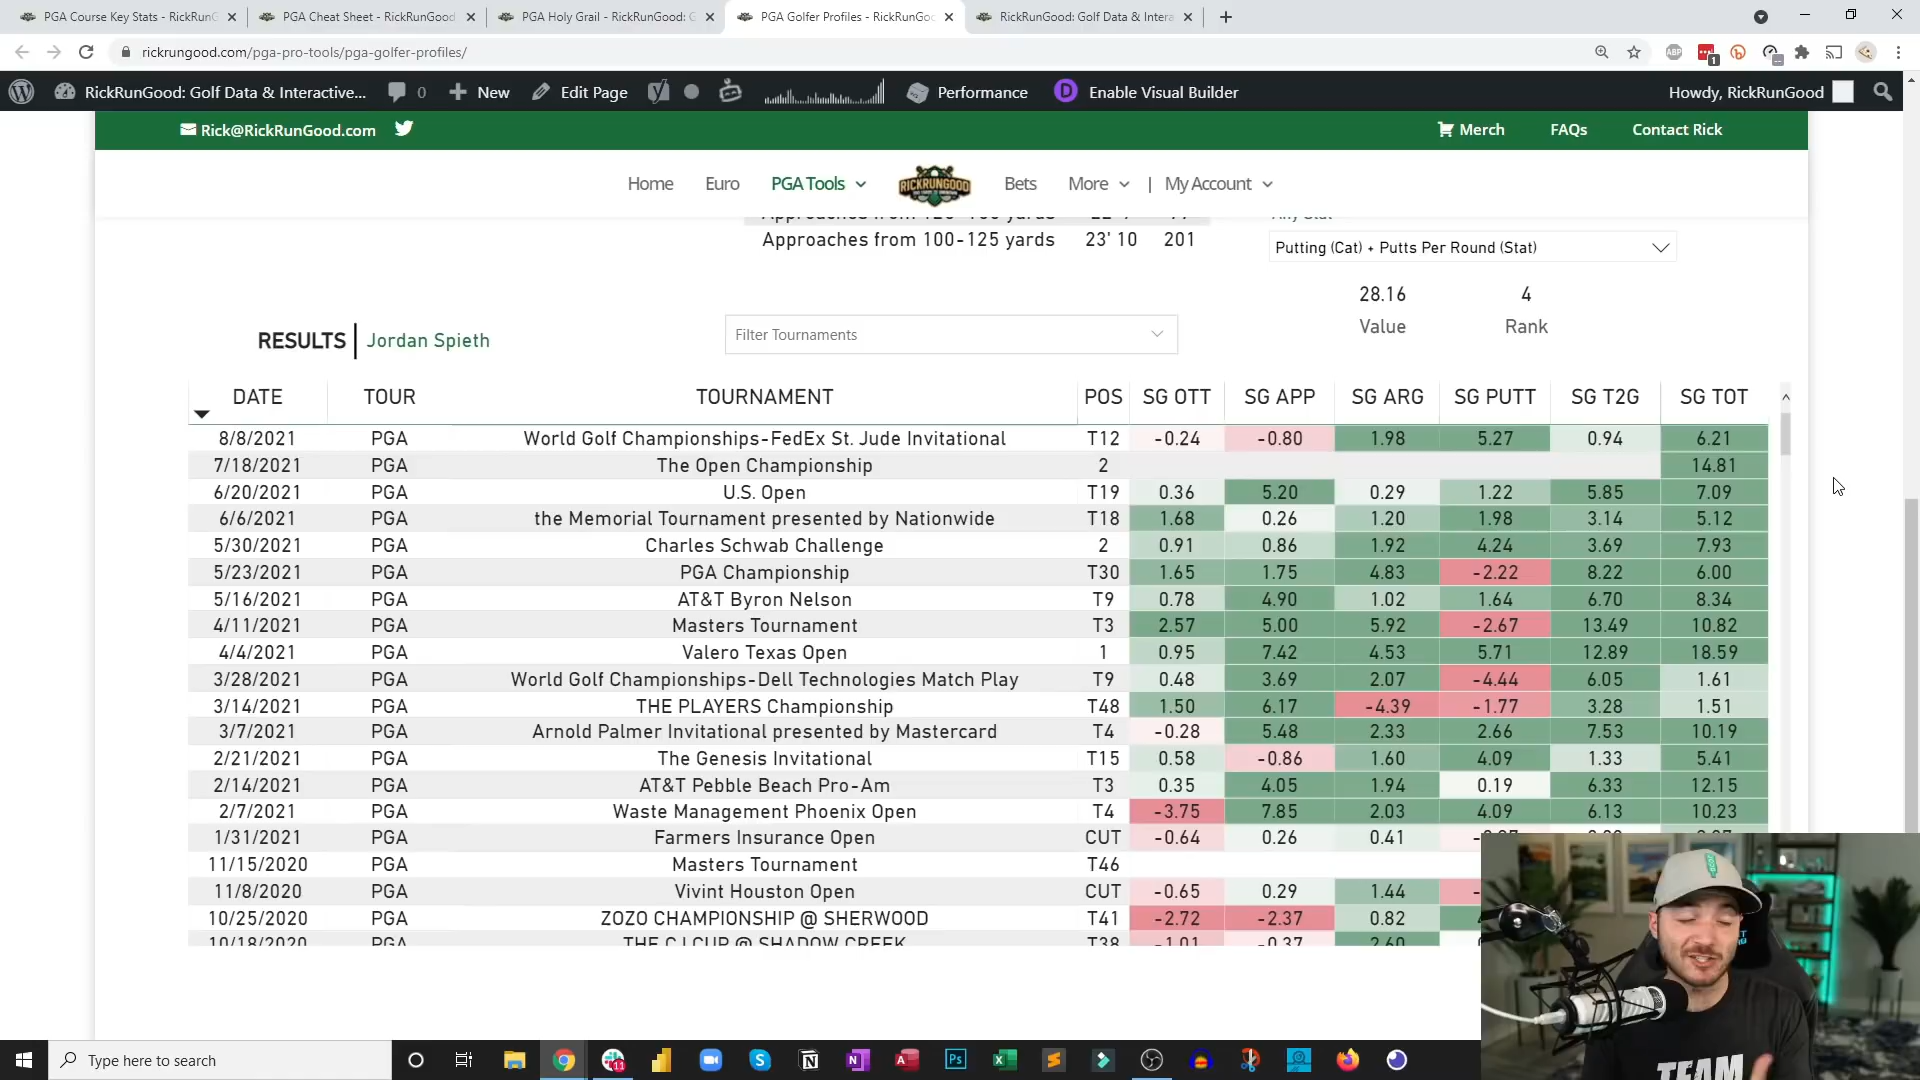 PGA Course Key Stats - RickRun
PGA Cheat Sheet - RickRunGood
PGA Holy Grail - RickRunGood: G
PGA Golfer Profiles - RickRunGoo
RickRunGood: Golf Data & Intera
rickrungood.com/pga-pro-tools/pga-golfer-profiles/
RickRunGood: Golf Data & Interactive... 0 New Edit Page Performance Enable Visual Builder Howdy, RickRunGood
Rick@RickRunGood.com Merch FAQs Contact Rick
Home Euro PGA Tools RICKRUNGOOD Bets More | My Account
Approaches from 100-125 yards 23' 10 201
Putting (Cat) + Putts Per Round (Stat)
28.16 4
Value Rank
RESULTS Jordan Spieth Filter Tournaments
DATE TOUR TOURNAMENT POS SG OTT SG APP SG ARG SG PUTT SG T2G SG TOT
8/8/2021 PGA World Golf Championships-FedEx St. Jude Invitational T12 -0.24 -0.80 1.98 5.27 0.94 6.21
7/18/2021 PGA The Open Championship 2 14.81
6/20/2021 PGA U.S. Open T19 0.36 5.20 0.29 1.22 5.85 7.09
6/6/2021 PGA the Memorial Tournament presented by Nationwide T18 1.68 0.26 1.20 1.98 3.14 5.12
5/30/2021 PGA Charles Schwab Challenge 2 0.91 0.86 1.92 4.24 3.69 7.93
5/23/2021 PGA PGA Championship T30 1.65 1.75 4.83 -2.22 8.22 6.00
5/16/2021 PGA AT&T Byron Nelson T9 0.78 4.90 1.02 1.64 6.70 8.34
4/11/2021 PGA Masters Tournament T3 2.57 5.00 5.92 -2.67 13.49 10.82
4/4/2021 PGA Valero Texas Open 1 0.95 7.42 4.53 5.71 12.89 18.59
3/28/2021 PGA World Golf Championships-Dell Technologies Match Play T9 0.48 3.69 2.07 -4.44 6.05 1.61
3/14/2021 PGA THE PLAYERS Championship T48 1.50 6.17 -4.39 -1.77 3.28 1.51
3/7/2021 PGA Arnold Palmer Invitational presented by Mastercard T4 -0.28 5.48 2.33 2.66 7.53 10.19
2/21/2021 PGA The Genesis Invitational T15 0.58 -0.86 1.60 4.09 1.33 5.41
2/14/2021 PGA AT&T Pebble Beach Pro-Am T3 0.35 4.05 1.94 0.19 6.33 12.15
2/7/2021 PGA Waste Management Phoenix Open T4 -3.75 7.85 2.03 4.09 6.13 10.23
1/31/2021 PGA Farmers Insurance Open CUT -0.64 0.26 0.41
11/15/2020 PGA Masters Tournament T46
11/8/2020 PGA Vivint Houston Open CUT -0.65 0.29 1.44
10/25/2020 PGA ZOZO CHAMPIONSHIP @ SHERWOOD T41 -2.72 -2.37 0.82
10/18/2020 PGA THE CJ CUP @ SHADOW CREEK T38 -1.01 -0.37 2.60
TEAM
Type here to search